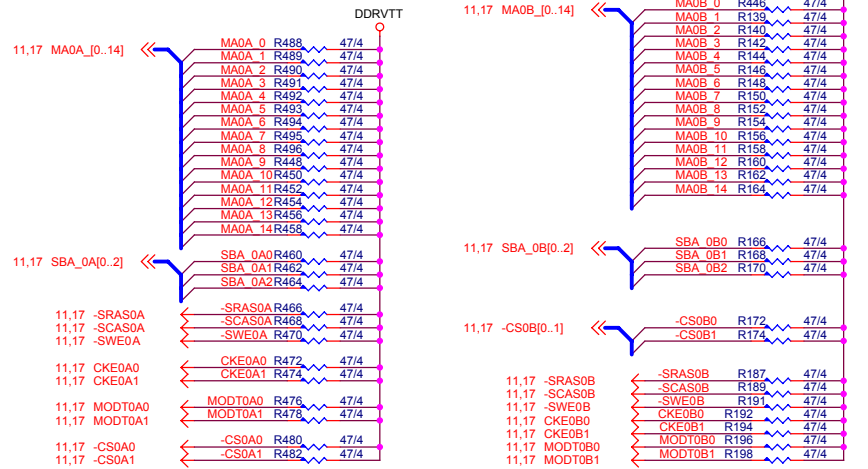 DDRVTT
11,17 MA0A_[0..14]
MA0A_0 R488 47/4
MA0A_1 R489 47/4
MA0A_2 R490 47/4
MA0A_3 R491 47/4
MA0A_4 R492 47/4
MA0A_5 R493 47/4
MA0A_6 R494 47/4
MA0A_7 R495 47/4
MA0A_8 R496 47/4
MA0A_9 R448 47/4
MA0A_10 R450 47/4
MA0A_11 R452 47/4
MA0A_12 R454 47/4
MA0A_13 R456 47/4
MA0A_14 R458 47/4
11,17 SBA_0A[0..2]
SBA_0A0 R460 47/4
SBA_0A1 R462 47/4
SBA_0A2 R464 47/4
11,17 -SRAS0A -SRAS0A R466 47/4
11,17 -SCAS0A -SCAS0A R468 47/4
11,17 -SWE0A -SWE0A R470 47/4
11,17 CKE0A0 CKE0A0 R472 47/4
11,17 CKE0A1 CKE0A1 R474 47/4
11,17 MODT0A0 MODT0A0 R476 47/4
11,17 MODT0A1 MODT0A1 R478 47/4
11,17 -CS0A0 -CS0A0 R480 47/4
11,17 -CS0A1 -CS0A1 R482 47/4
11,17 MA0B_[0..14]
MA0B_0 R446 47/4
MA0B_1 R139 47/4
MA0B_2 R140 47/4
MA0B_3 R142 47/4
MA0B_4 R144 47/4
MA0B_5 R146 47/4
MA0B_6 R148 47/4
MA0B_7 R150 47/4
MA0B_8 R152 47/4
MA0B_9 R154 47/4
MA0B_10 R156 47/4
MA0B_11 R158 47/4
MA0B_12 R160 47/4
MA0B_13 R162 47/4
MA0B_14 R164 47/4
11,17 SBA_0B[0..2]
SBA_0B0 R166 47/4
SBA_0B1 R168 47/4
SBA_0B2 R170 47/4
11,17 -CS0B[0..1]
-CS0B0 R172 47/4
-CS0B1 R174 47/4
11,17 -SRAS0B -SRAS0B R187 47/4
11,17 -SCAS0B -SCAS0B R189 47/4
11,17 -SWE0B -SWE0B R191 47/4
11,17 CKE0B0 CKE0B0 R192 47/4
11,17 CKE0B1 CKE0B1 R194 47/4
11,17 MODT0B0 MODT0B0 R196 47/4
11,17 MODT0B1 MODT0B1 R198 47/4